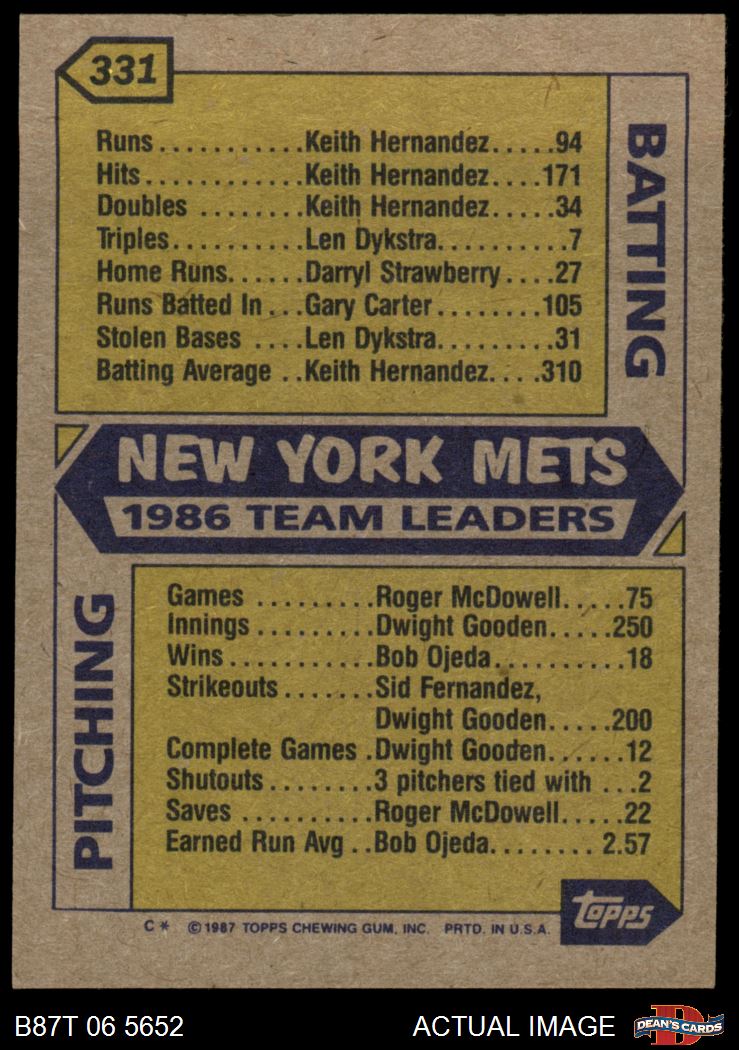 331
Runs............Keith Hernandez.....94
Hits.............Keith Hernandez....171
Doubles ........Keith Hernandez....34
Triples..........Len Dykstra..........7
Home Runs......Darryl Strawberry....27
Runs Batted In...Gary Carter........105
Stolen Bases ....Len Dykstra.........31
Batting Average ..Keith Hernandez....310
BATTING
NEW YORK METS
1986 TEAM LEADERS
PITCHING
Games .........Roger McDowell.....75
Innings.........Dwight Gooden.....250
Wins...........Bob Ojeda..........18
Strikeouts.......Sid Fernandez,
Dwight Gooden.....200
Complete Games .Dwight Gooden......12
Shutouts........3 pitchers tied with ...2
Saves ..........Roger McDowell.....22
Earned Run Avg ..Bob Ojeda........ 2.57
topps
C* ©1987 TOPPS CHEWING GUM, INC. PRTD. IN U.S.A.
B87T 06 5652
ACTUAL IMAGE
D
DEAN'S CARDS